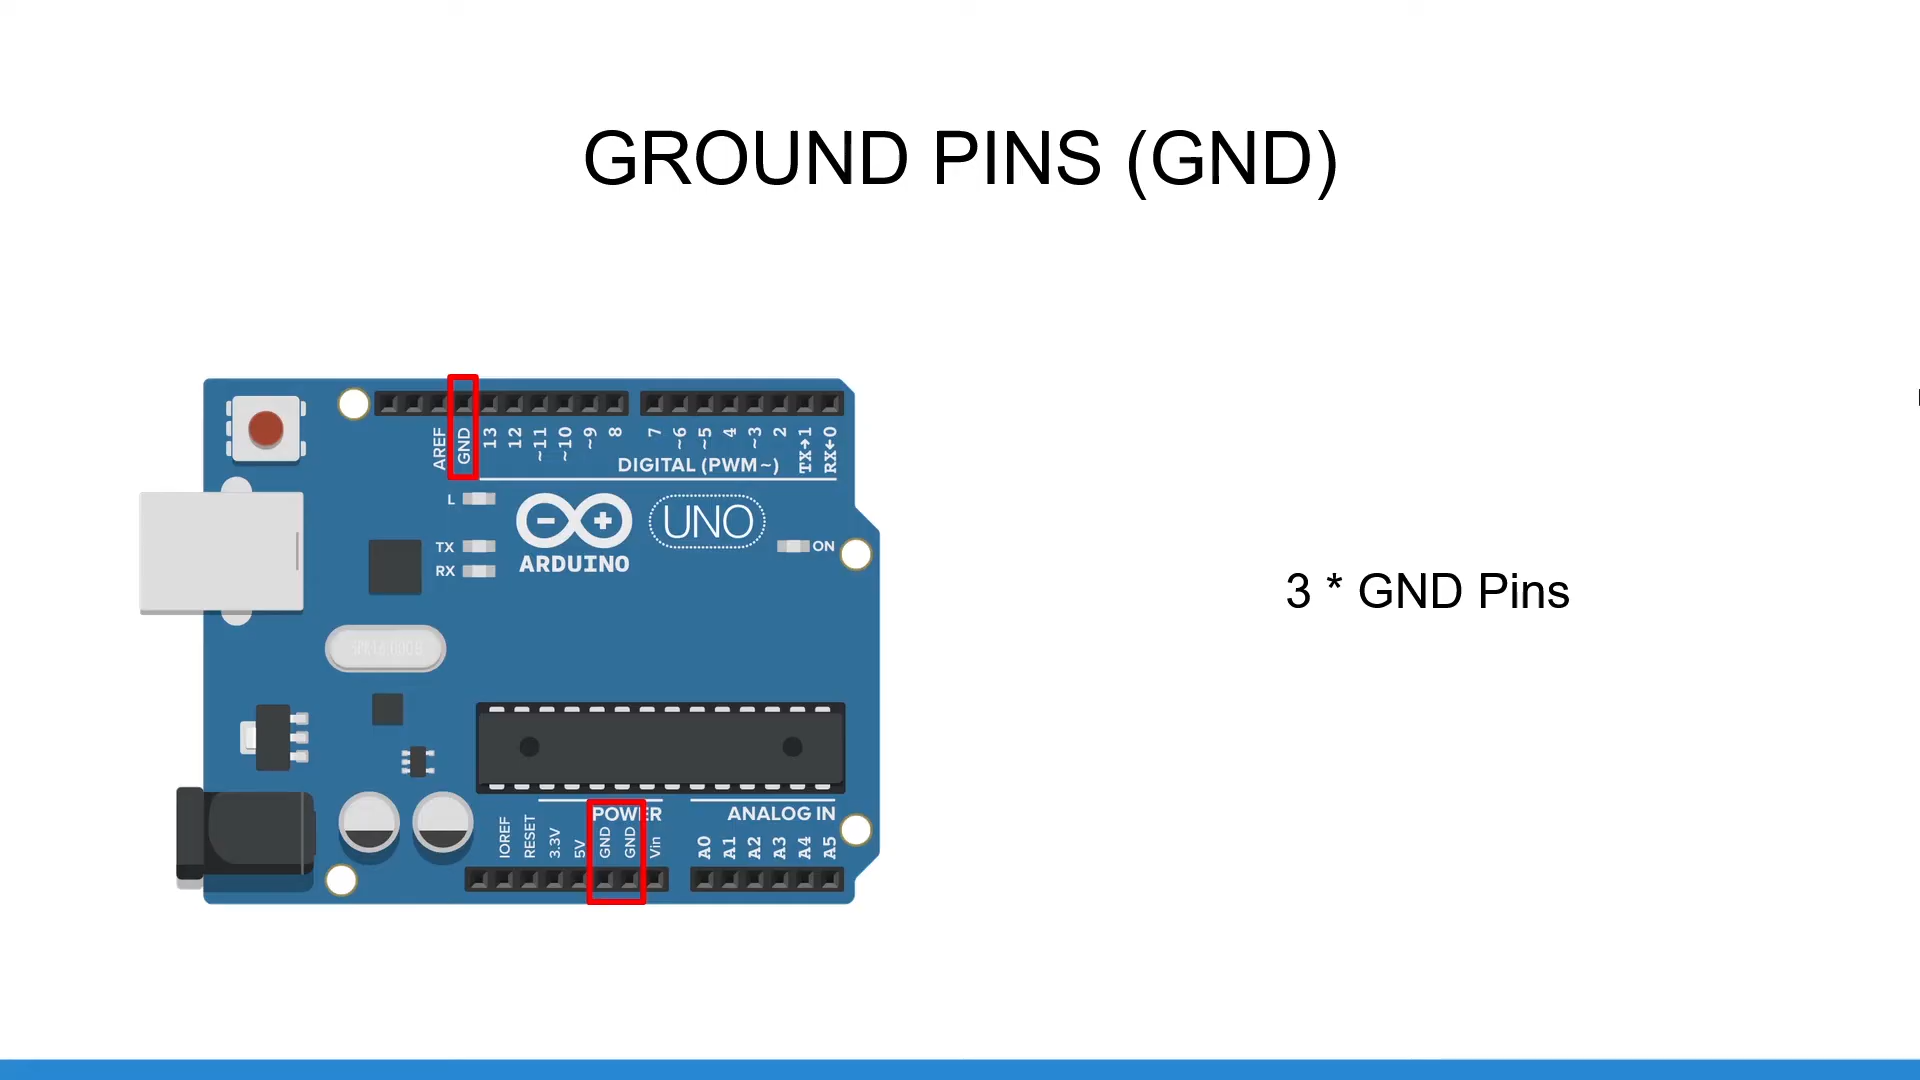 GROUND PINS (GND)
AREF
GND
13
12
~11
~10
~9
8
7
~6
~5
4
~3
2
TX→1
RX←0
DIGITAL (PWM~)
L
TX
RX
ARDUINO
UNO
ON
3 * GND Pins
POWER
ANALOG IN
IOREF
RESET
3.3V
5V
GND
GND
Vin
A0
A1
A2
A3
A4
A5